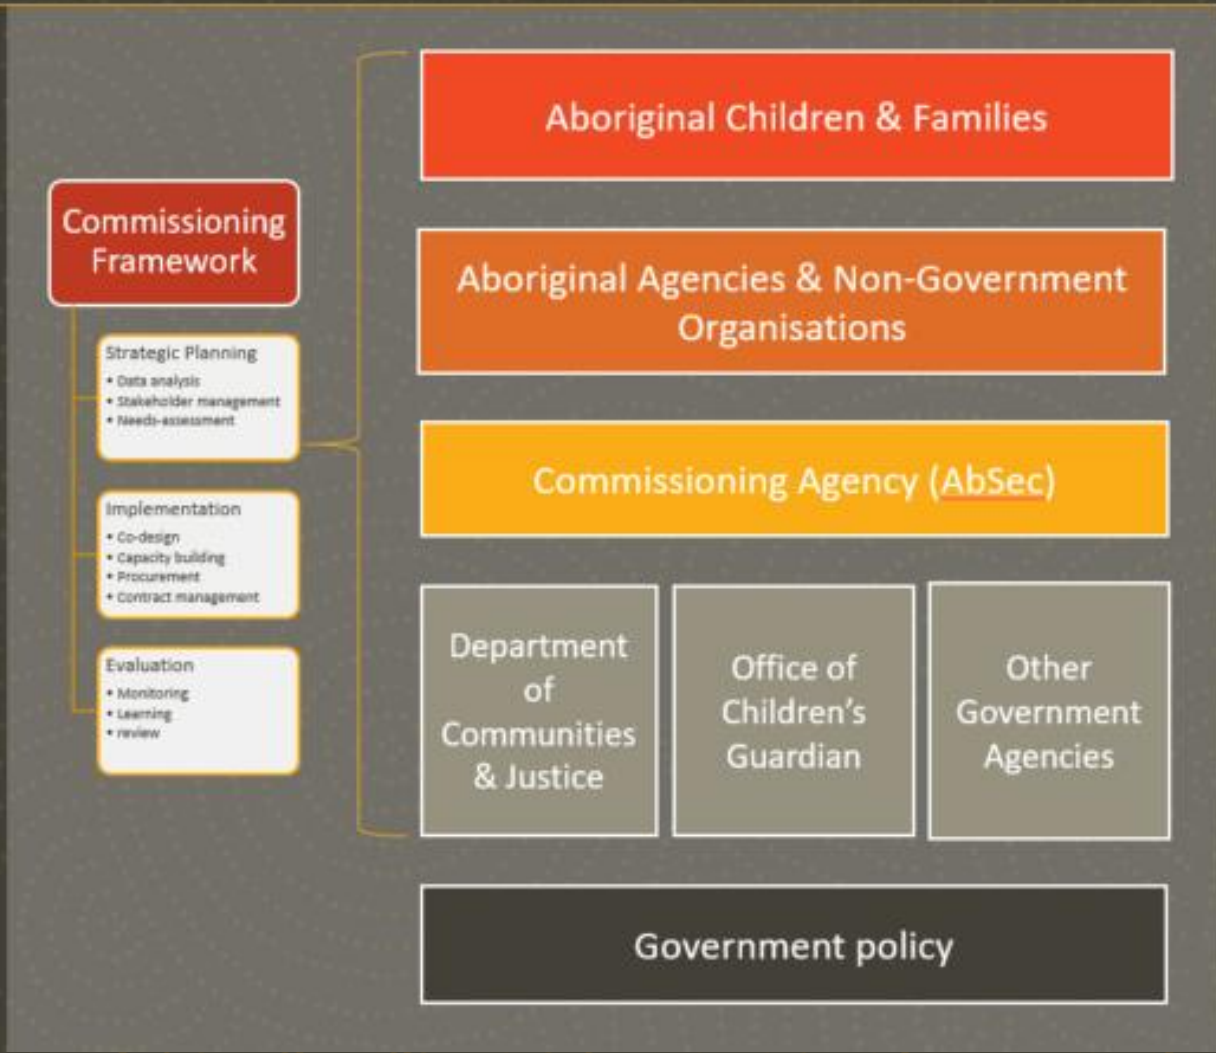 Commissioning
Framework
Strategic Planning
• Data analysis
• Stakeholder management
• Needs-assessment
Implementation
• Co-design
• Capacity building
• Procurement
• Contract management
Evaluation
• Monitoring
• Learning
• review
Aboriginal Children & Families
Aboriginal Agencies & Non-Government
Organisations
Commissioning Agency (AbSec)
Department
of
Communities
& Justice
Office of
Children's
Guardian
Other
Government
Agencies
Government policy